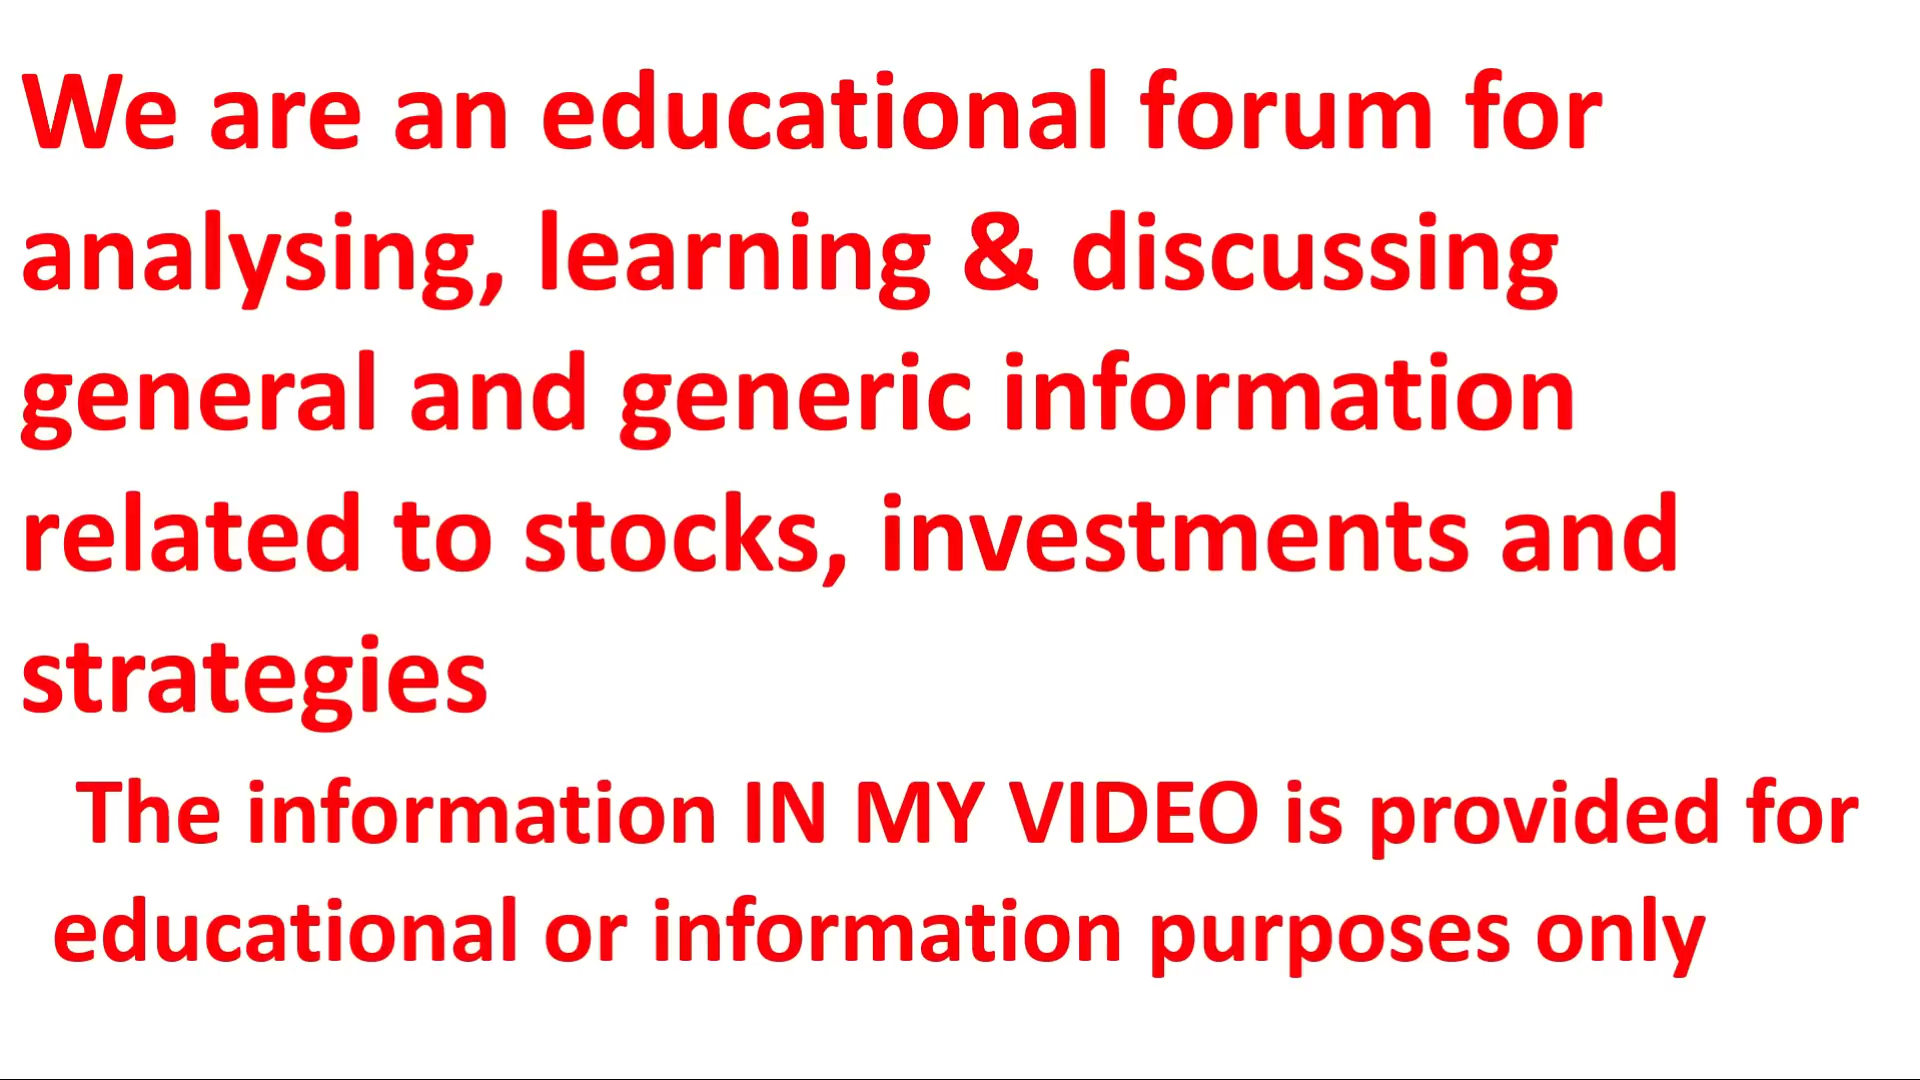 We are an educational forum for
analysing, learning & discussing
general and generic information
related to stocks, investments and
strategies
The information IN MY VIDEO is provided for
educational or information purposes only